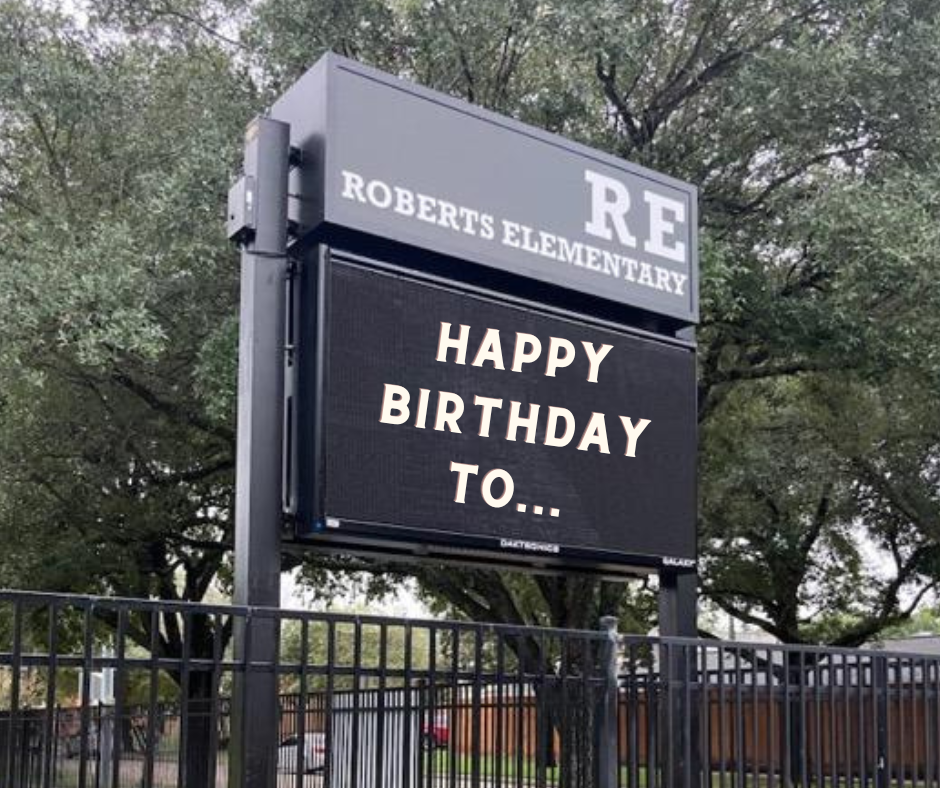 RE
ROBERTS ELEMENTARY
HAPPY
BIRTHDAY
TO...
DAKTRONICS
GALAXY